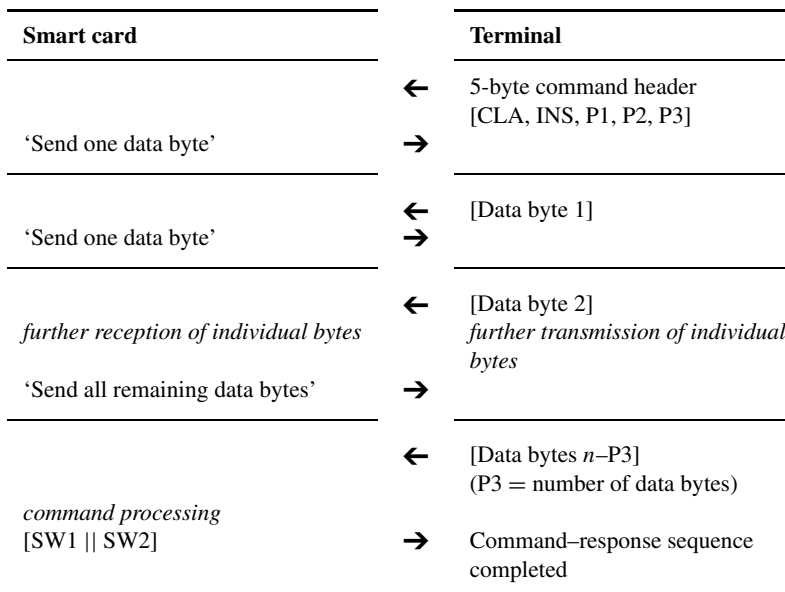 Smart card Terminal
← 5-byte command header
[CLA, INS, P1, P2, P3]
‘Send one data byte’ →
← [Data byte 1]
‘Send one data byte’ →
← [Data byte 2]
further reception of individual bytes further transmission of individual
bytes
‘Send all remaining data bytes’ →
← [Data bytes n–P3]
(P3 = number of data bytes)
command processing
[SW1 || SW2] → Command–response sequence
completed